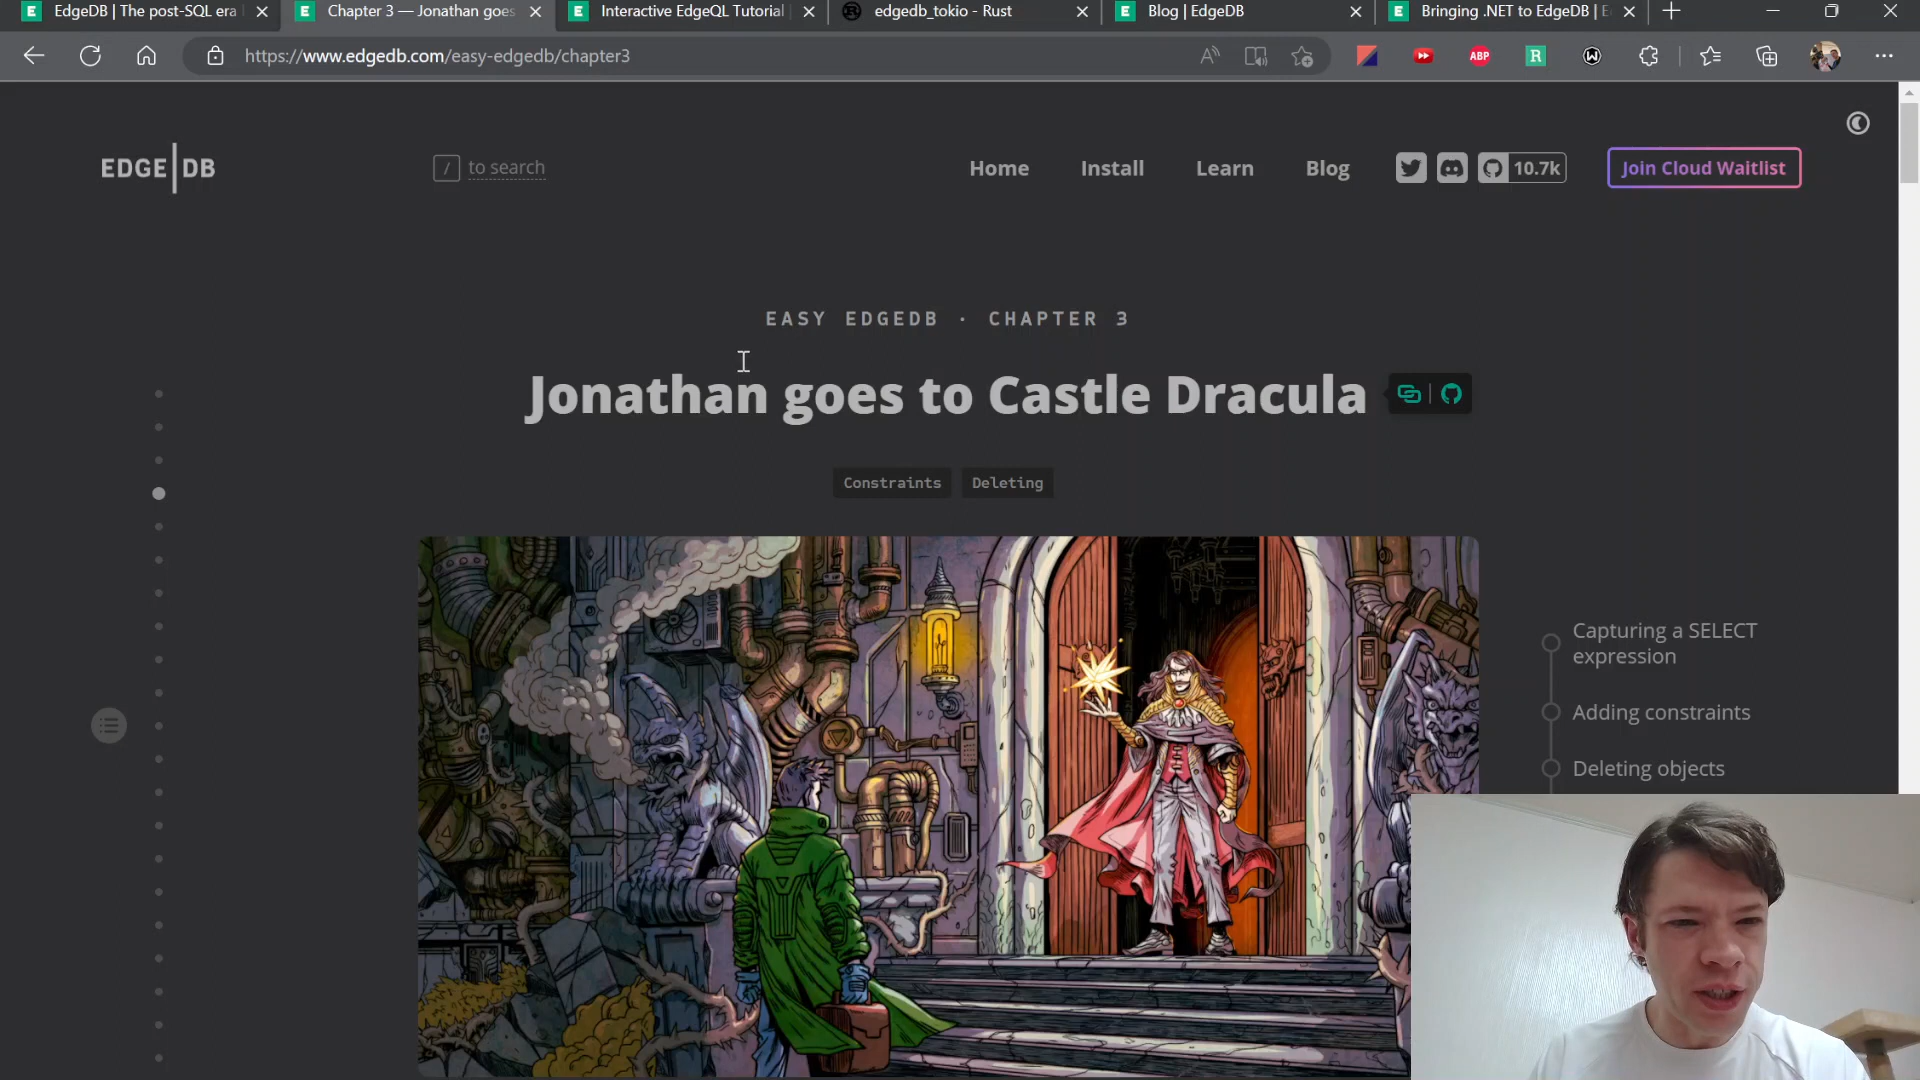 EdgeDB | The post-SQL era
Chapter 3 — Jonathan goes
Interactive EdgeQL Tutorial
edgedb_tokio - Rust
Blog | EdgeDB
Bringing .NET to EdgeDB | E
https://www.edgedb.com/easy-edgedb/chapter3
ABP
R
EDGE|DB
/ to search
Home
Install
Learn
Blog
10.7k
Join Cloud Waitlist
EASY EDGEDB · CHAPTER 3
Jonathan goes to Castle Dracula
Constraints
Deleting
Capturing a SELECT
expression
Adding constraints
Deleting objects